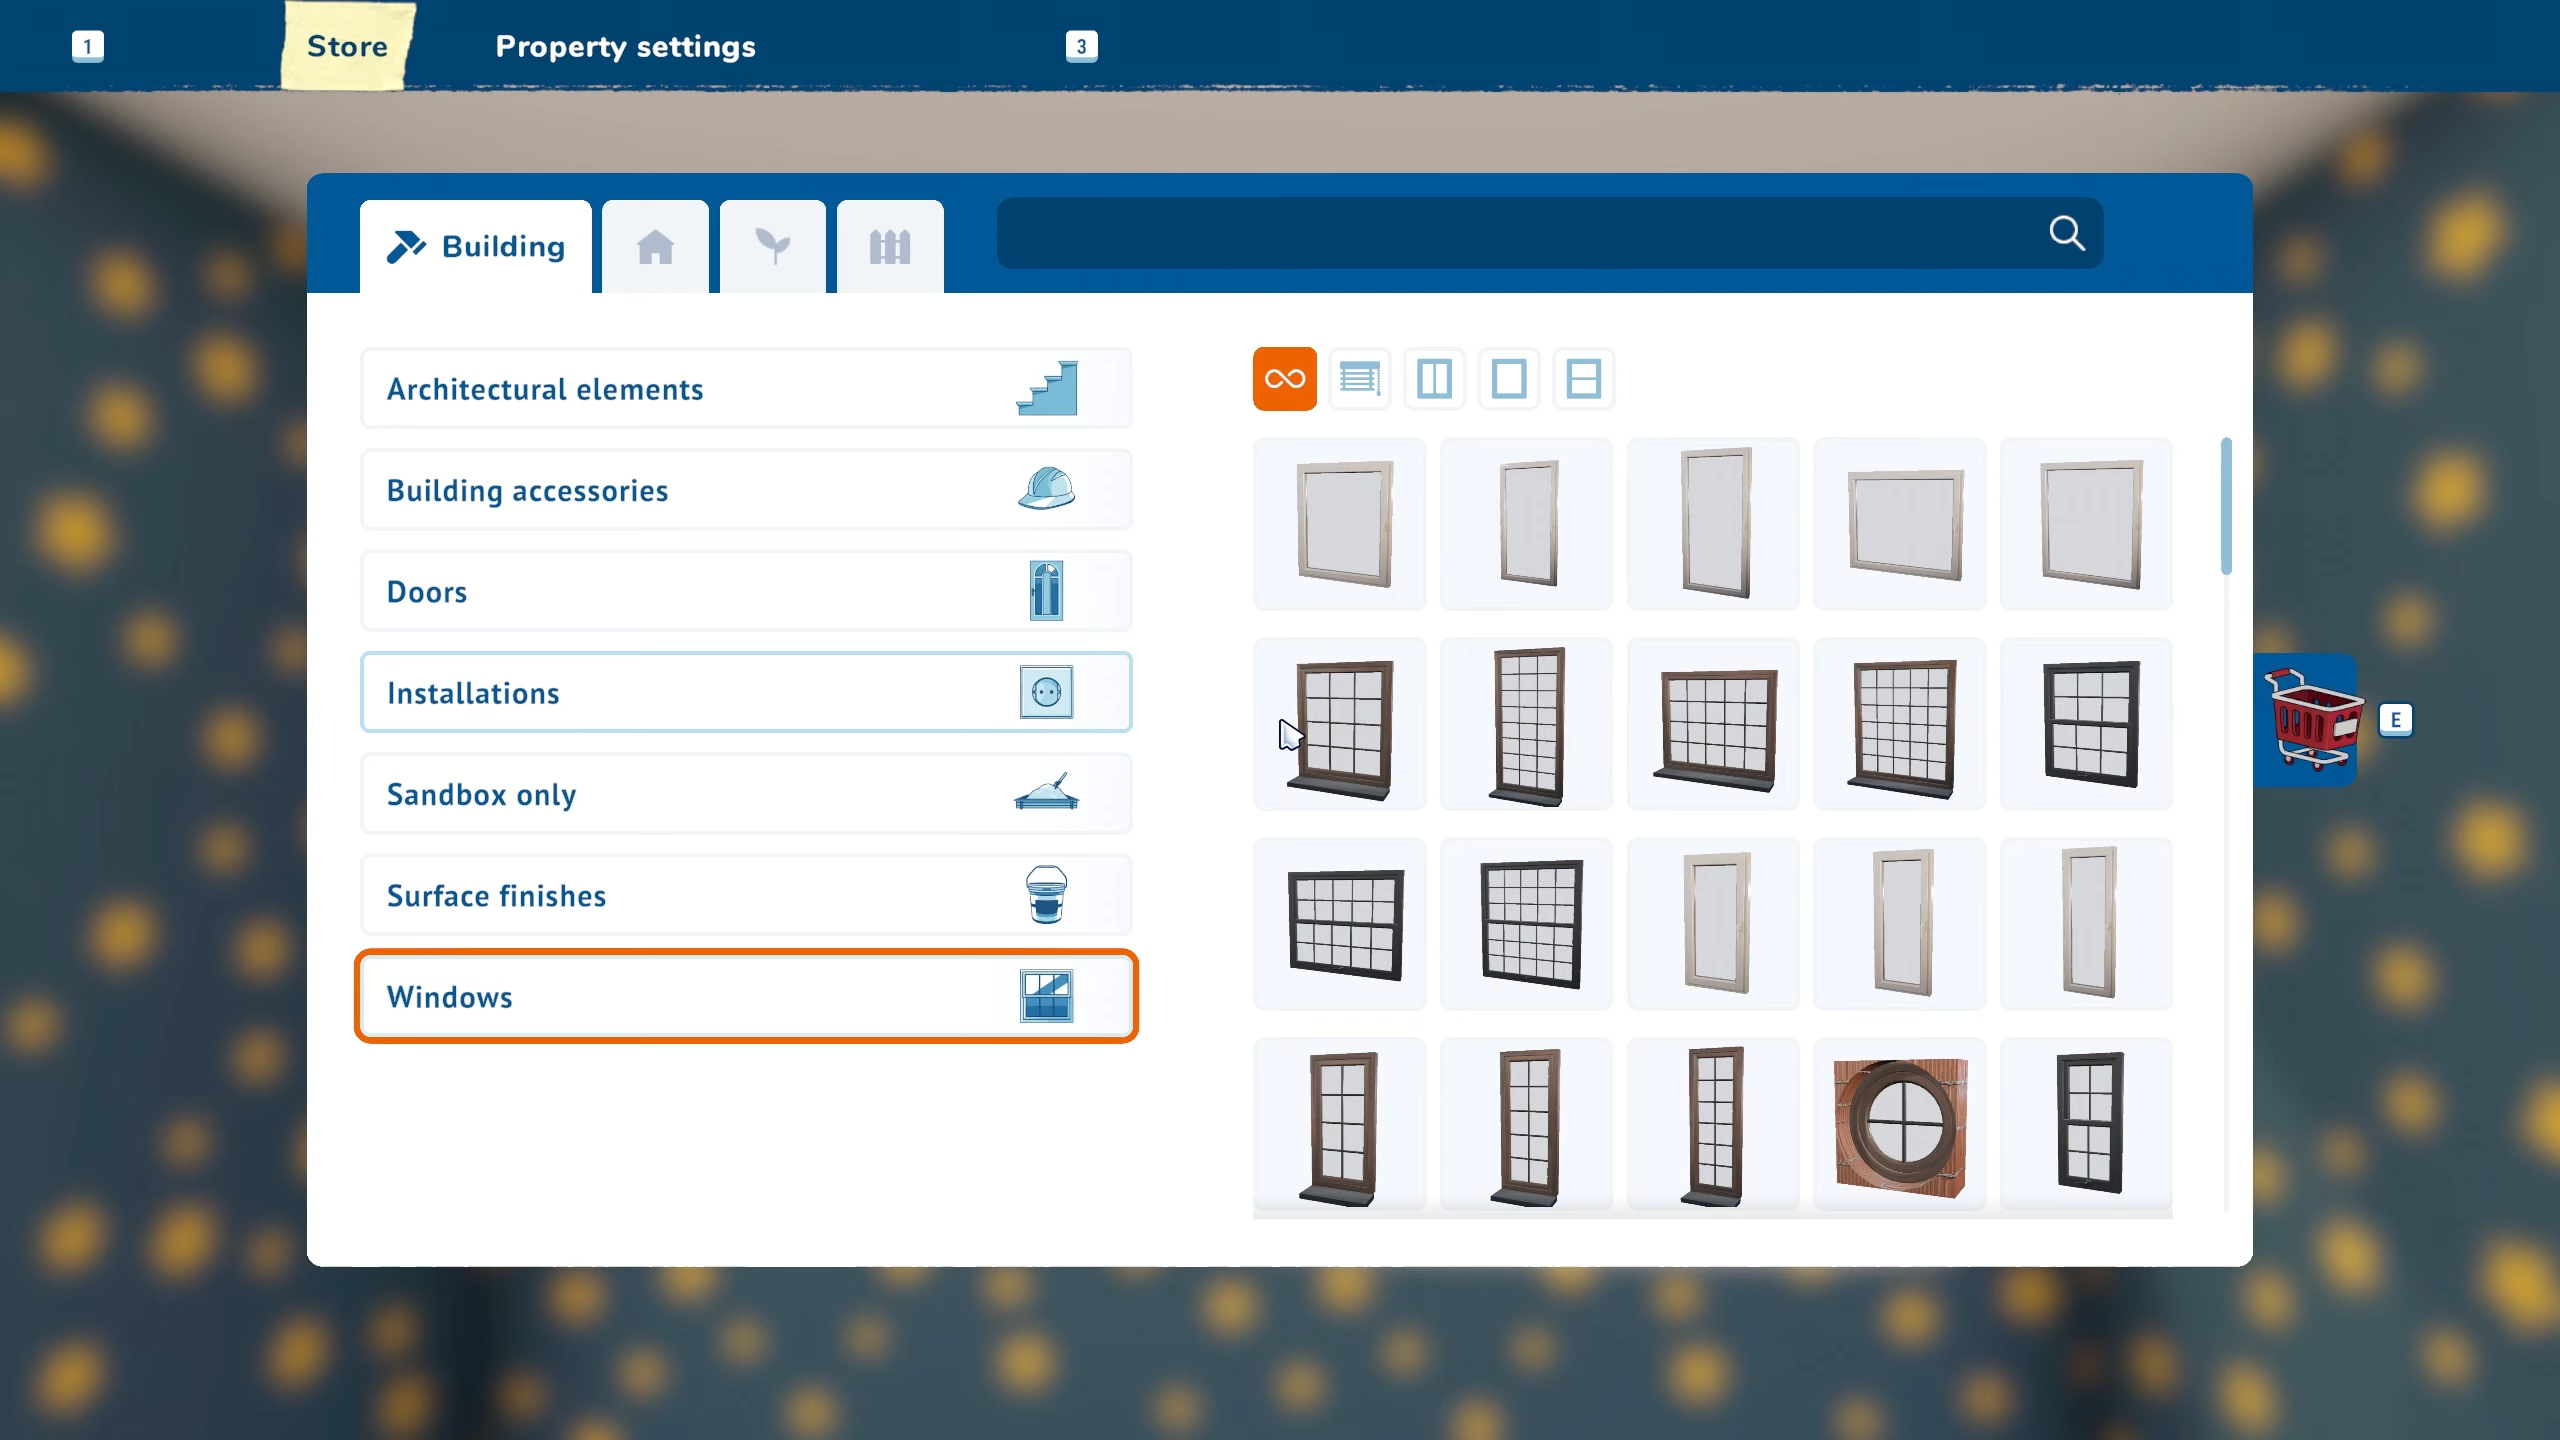 1
Store
Property settings
3
Building
Architectural elements
Building accessories
Doors
Installations
Sandbox only
Surface finishes
Windows
E